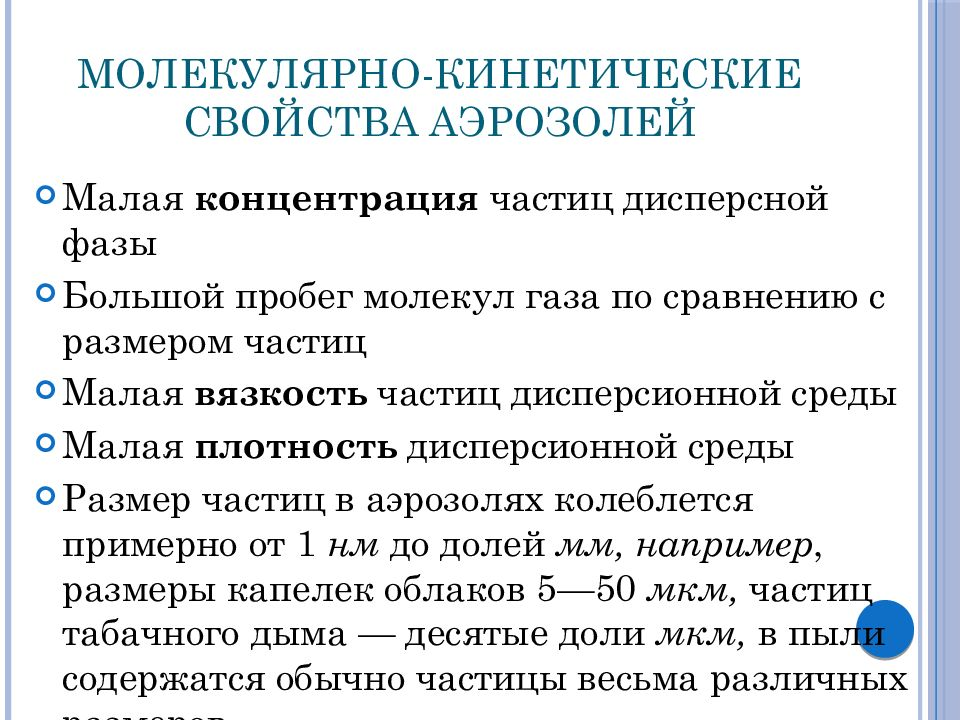 МОЛЕКУЛЯРНО-КИНЕТИЧЕСКИЕ
СВОЙСТВА АЭРОЗОЛЕЙ
Малая концентрация частиц дисперсной
фазы
Большой пробег молекул газа по сравнению с
размером частиц
Малая вязкость частиц дисперсионной среды
Малая плотность дисперсионной среды
Размер частиц в аэрозолях колеблется
примерно от 1 нм до долей мм, например,
размеры капелек облаков 5—50 мкм, частиц
табачного дыма — десятые доли мкм, в пыли
содержатся обычно частицы весьма различных